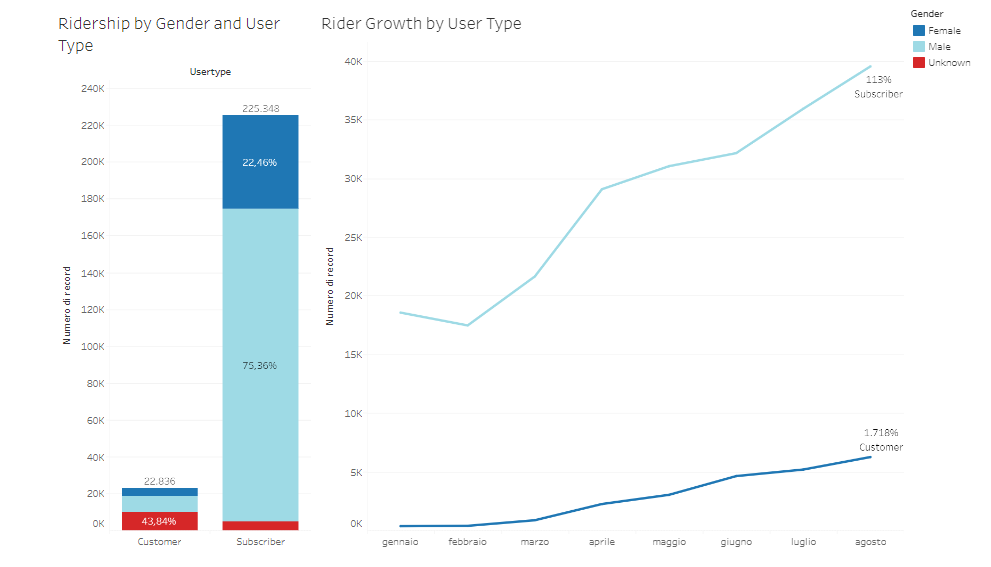 Ridership by Gender and User
Type
Usertype
240K
220K
200K
180K
160K
140K
120K
100K
80K
60K
40K
20K
0K
Numero di record
225.348
22,46%
75,36%
22.836
43,84%
Customer
Subscriber
Rider Growth by User Type
40K
35K
30K
25K
20K
15K
10K
5K
0K
Numero di record
113%
Subscriber
1.718%
Customer
gennaio
febbraio
marzo
aprile
maggio
giugno
luglio
agosto
Gender
Female
Male
Unknown